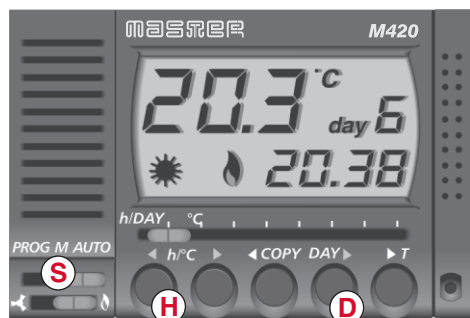 MASTER M420
20.3 °C
day 6
20.38
h/DAY °C
PROG M AUTO
h/°C COPY DAY T
S
H D